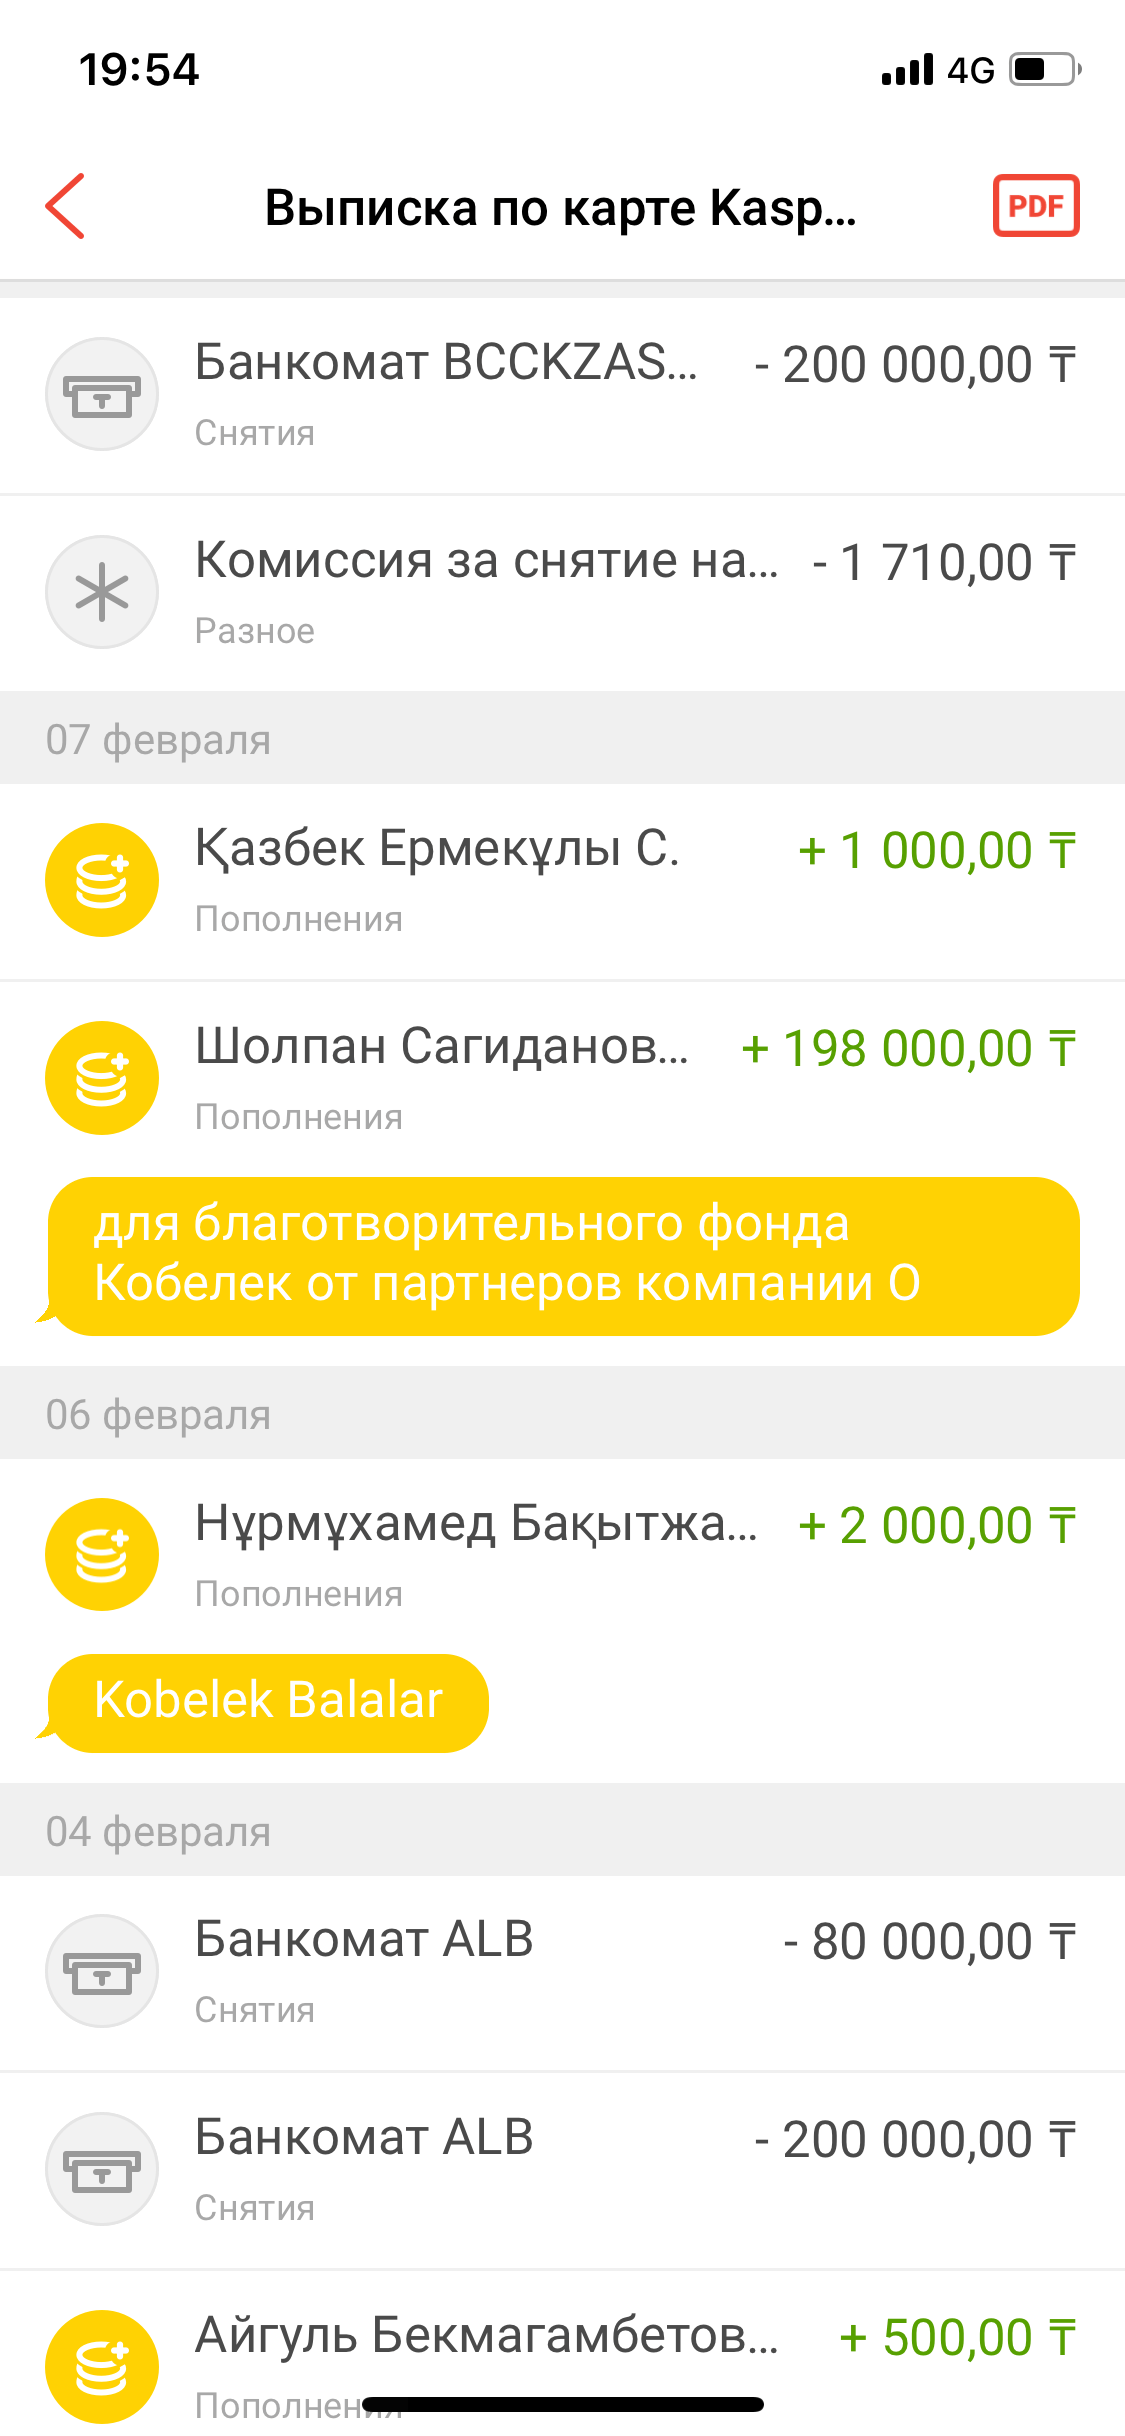 19:54
4G
Выписка по карте Kasp...
PDF
Банкомат BCCKZAS... - 200 000,00 ₸
Снятия
Комиссия за снятие на... - 1 710,00 ₸
Разное
07 февраля
Қазбек Ермекұлы С. + 1 000,00 ₸
Пополнения
Шолпан Сагиданов... + 198 000,00 ₸
Пополнения
для благотворительного фонда
Кобелек от партнеров компании О
06 февраля
Нұрмұхамед Бақытжа... + 2 000,00 ₸
Пополнения
Kobelek Balalar
04 февраля
Банкомат ALB - 80 000,00 ₸
Снятия
Банкомат ALB - 200 000,00 ₸
Снятия
Айгуль Бекмагамбетов... + 500,00 ₸
Пополнения